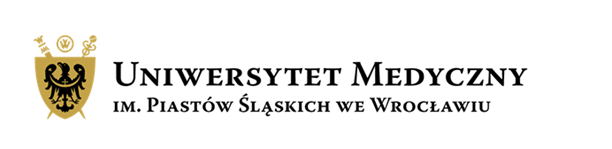 Uniwersytet Medyczny
im. Piastów Śląskich we Wrocławiu